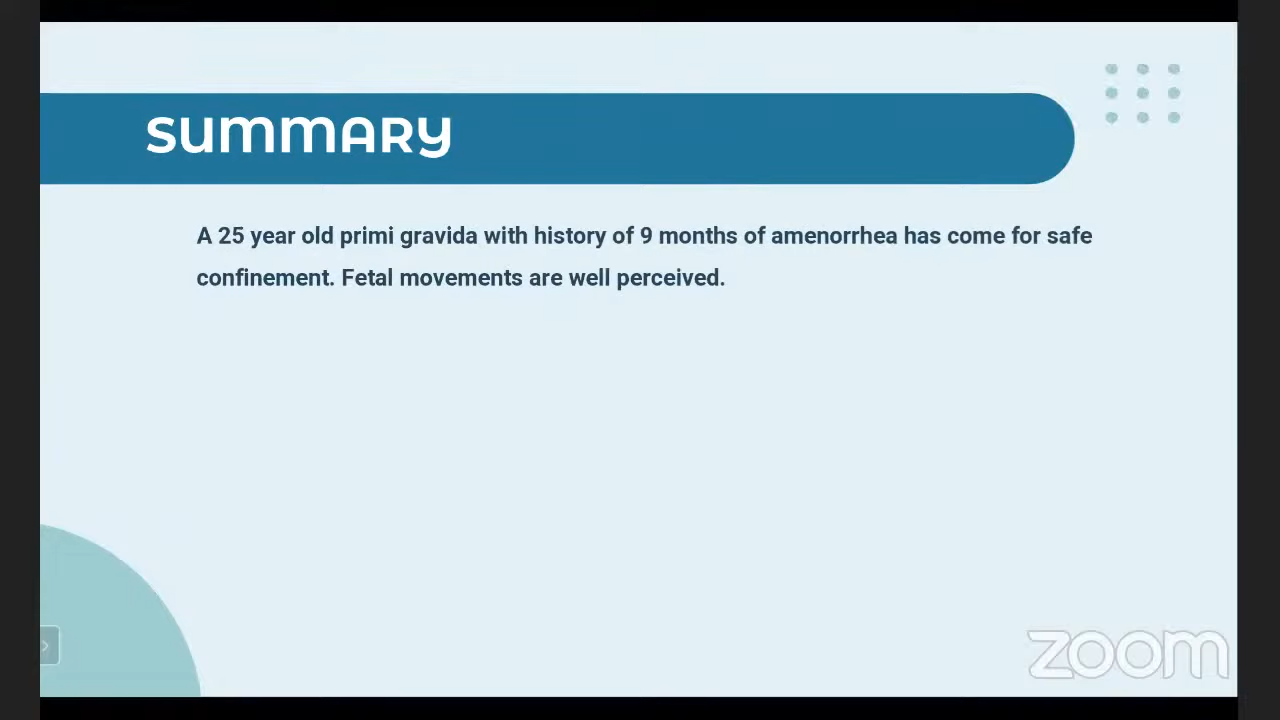 SUMMARY
A 25 year old primi gravida with history of 9 months of amenorrhea has come for safe
confinement. Fetal movements are well perceived.
zoom